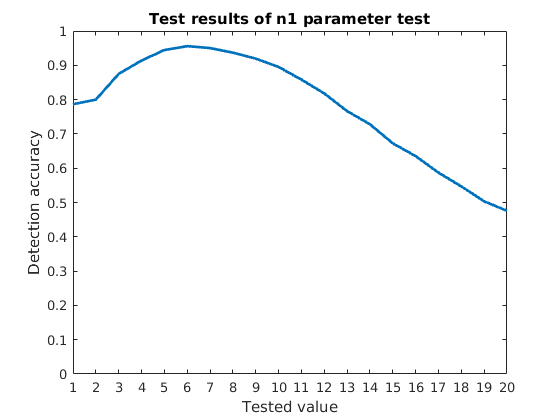 Test results of n1 parameter test
1
0.9
0.8
0.7
0.6
0.5
0.4
0.3
0.2
0.1
0
Detection accuracy
1 2 3 4 5 6 7 8 9 10 11 12 13 14 15 16 17 18 19 20
Tested value